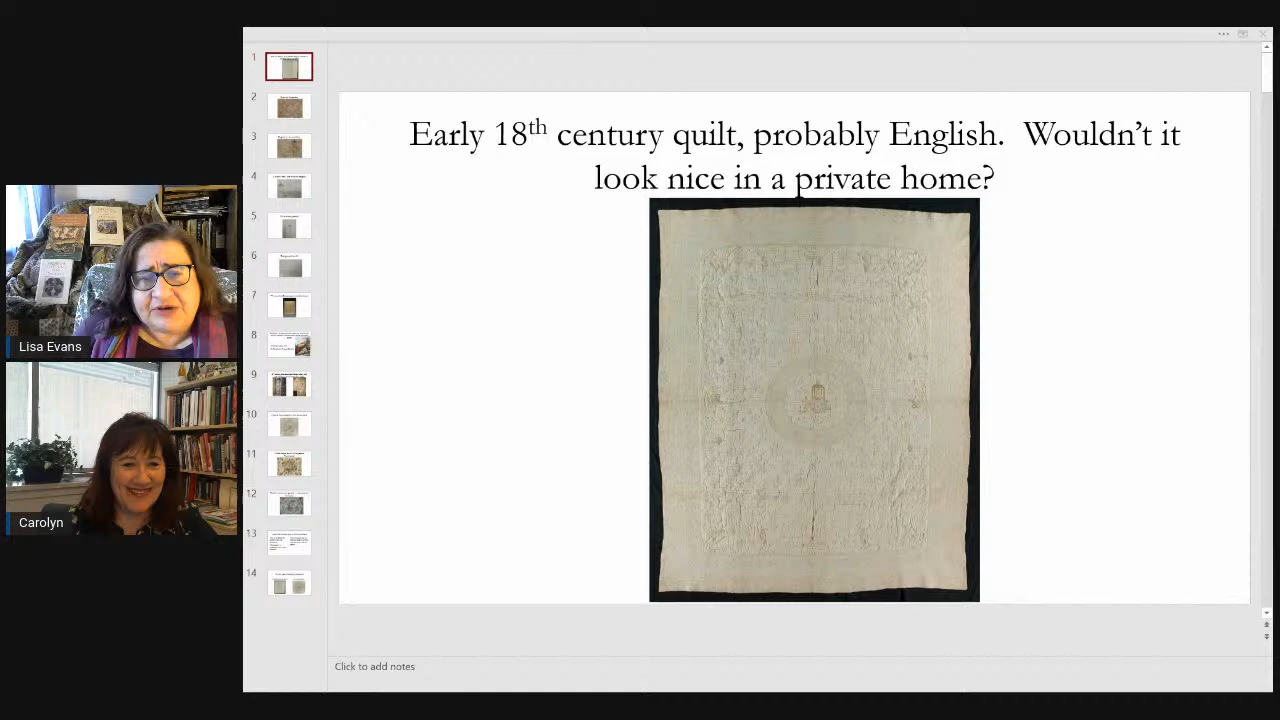 Early 18th century quilt, probably English. Wouldn't it
look nice in a private home?
1
2
3
4
5
6
7
8
9
10
11
12
13
14
Lisa Evans
Carolyn
Click to add notes